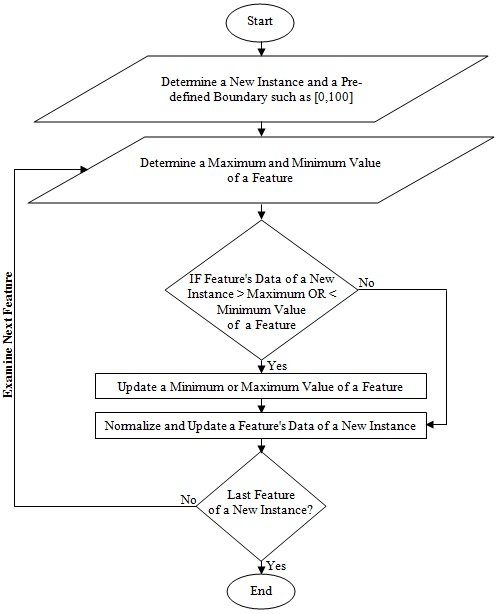 Start
Determine a New Instance and a Pre-
defined Boundary such as [0,100]
Determine a Maximum and Minimum Value
of a Feature
IF Feature's Data of a New
Instance > Maximum OR <
Minimum Value
of a Feature
No
Yes
Update a Minimum or Maximum Value of a Feature
Normalize and Update a Feature's Data of a New Instance
Last Feature
of a New Instance?
No
Examine Next Feature
Yes
End